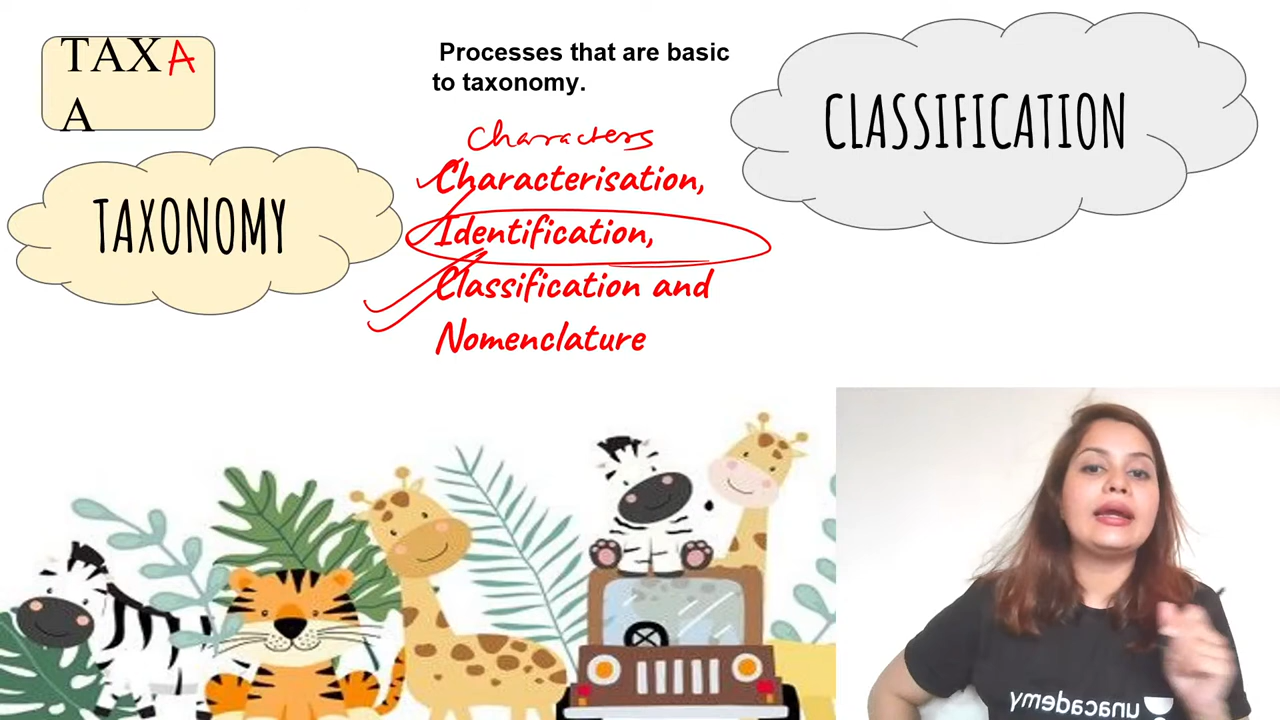 TAXA
A
Processes that are basic
to taxonomy.
CLASSIFICATION
characters
Characterisation,
TAXONOMY
Identification,
Classification and
Nomenclature
unacademy